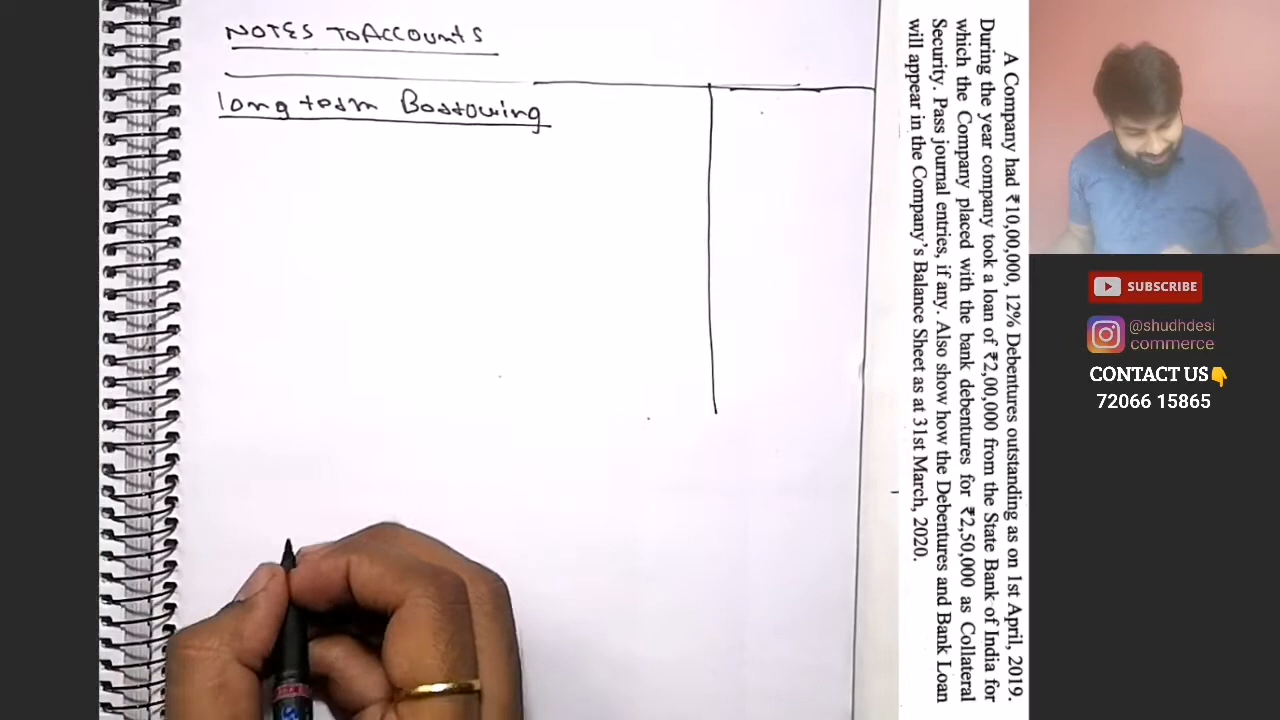 NOTES To Accounts
long term Borrowing
A Company had ₹10,00,000, 12% Debentures outstanding as on 1st April, 2019.
During the year company took a loan of ₹2,00,000 from the State Bank of India for
which the Company placed with the bank debentures for ₹2,50,000 as Collateral
Security. Pass journal entries, if any. Also show how the Debentures and Bank Loan
will appear in the Company's Balance Sheet as at 31st March, 2020.
SUBSCRIBE
@shudhdesi
commerce
CONTACT US👇
72066 15865